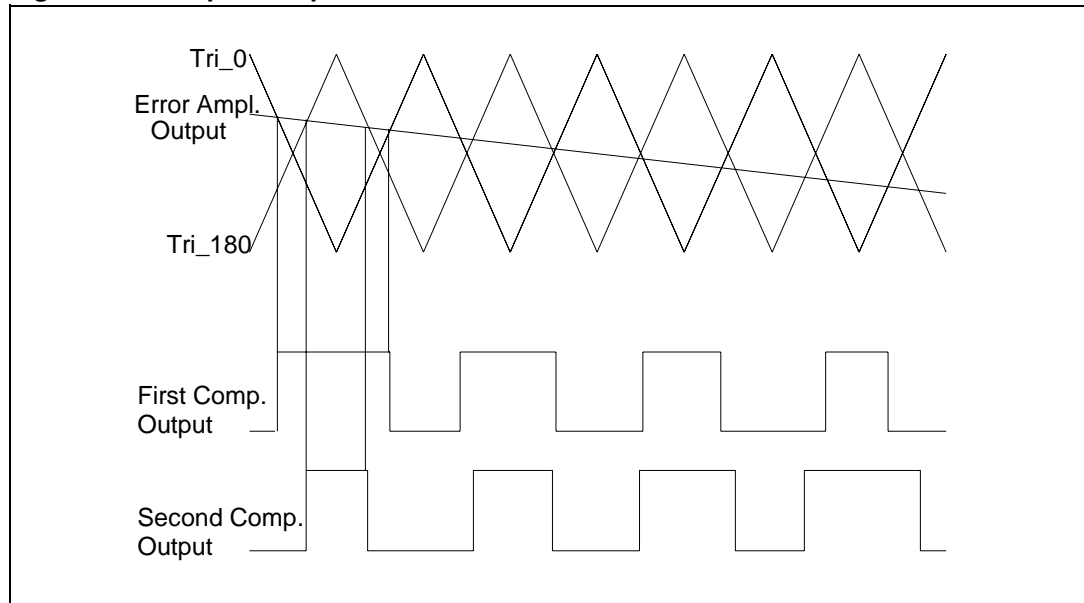 Tri_0
Error Ampl.
Output
Tri_180
First Comp.
Output
Second Comp.
Output